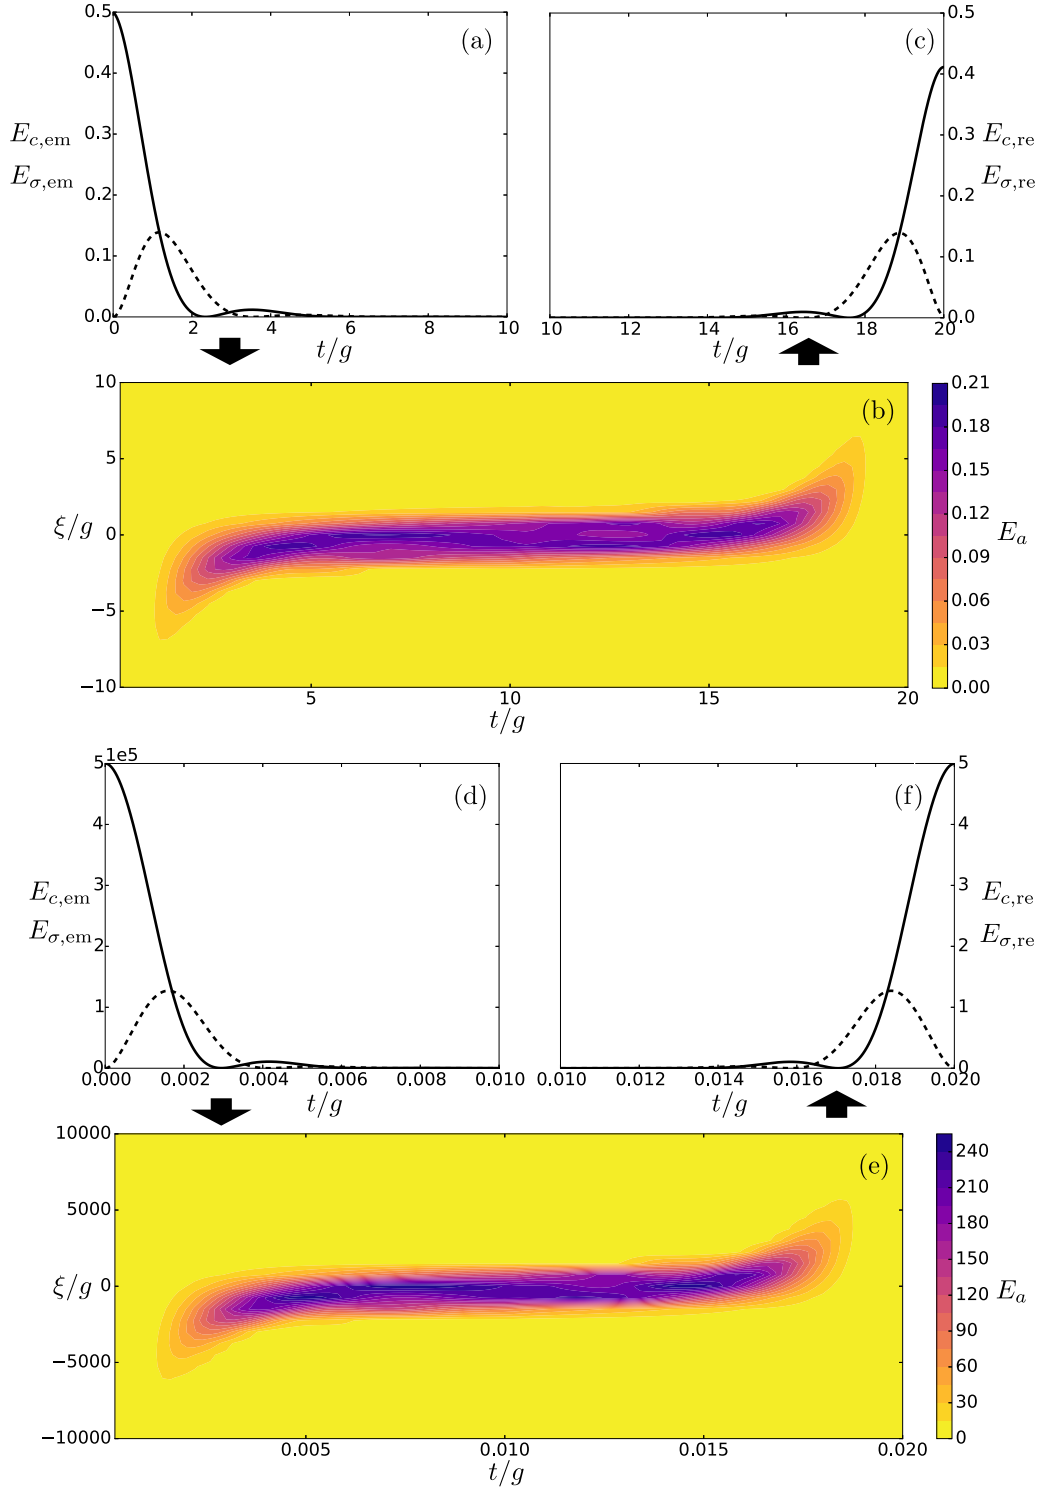 0.5 (a) (c) 0.5
0.4 0.4
E_{c,em} 0.3 0.3 E_{c,re}
E_{σ,em} 0.2 0.2 E_{σ,re}
0.1 0.1
0.0 0.0
0 2 4 6 8 10 10 12 14 16 18 20
t/g t/g
10 (b) 0.21
5 0.18
0.15
ξ/g 0 0.12 E_a
0.09
−5 0.06
0.03
−10 0.00
5 10 15 20
t/g
5 1e5 (d) (f) 5
4 4
E_{c,em} 3 3 E_{c,re}
E_{σ,em} 2 2 E_{σ,re}
1 1
0 0
0.000 0.002 0.004 0.006 0.008 0.010 0.010 0.012 0.014 0.016 0.018 0.020
t/g t/g
10000 (e) 240
5000 210
180
150
ξ/g 0 120 E_a
90
−5000 60
30
−10000 0
0.005 0.010 0.015 0.020
t/g